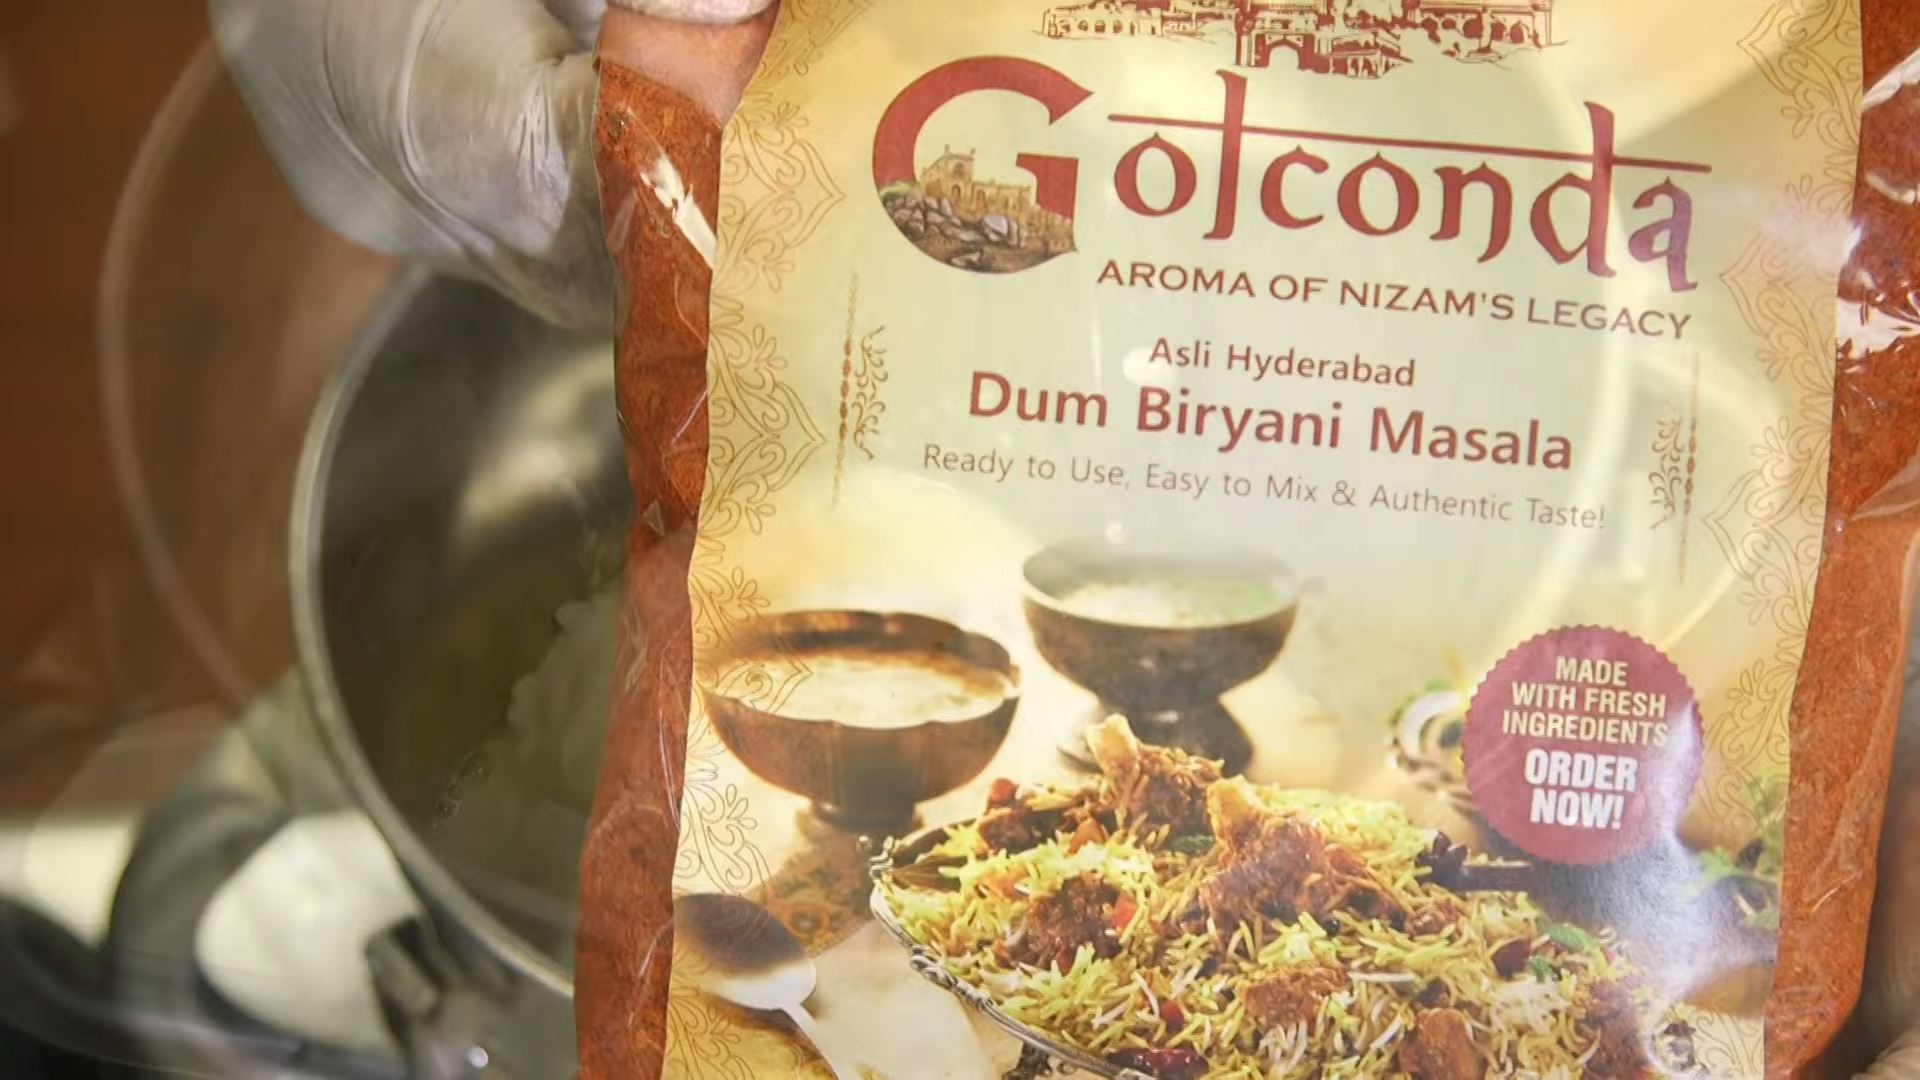 Golconda
AROMA OF NIZAM'S LEGACY
Asli Hyderabad
Dum Biryani Masala
Ready to Use, Easy to Mix & Authentic Taste!
MADE
WITH FRESH
INGREDIENTS
ORDER
NOW!